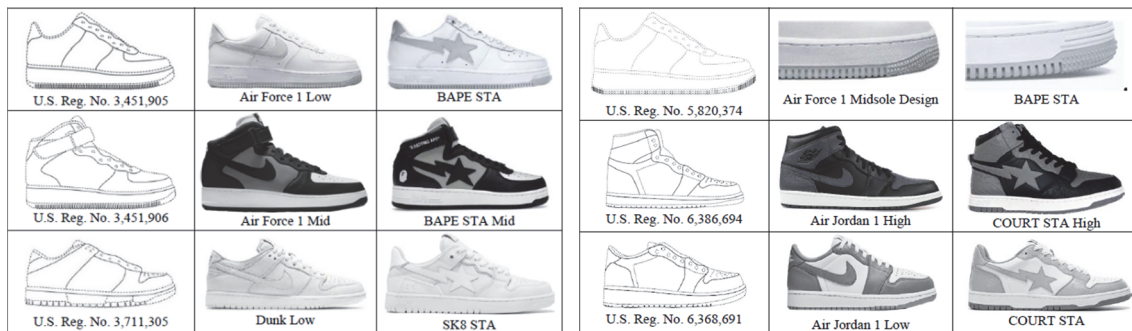 U.S. Reg. No. 3,451,905
Air Force 1 Low
BAPE STA
U.S. Reg. No. 3,451,906
Air Force 1 Mid
BAPE STA Mid
U.S. Reg. No. 3,711,305
Dunk Low
SK8 STA
U.S. Reg. No. 5,820,374
Air Force 1 Midsole Design
BAPE STA
U.S. Reg. No. 6,386,694
Air Jordan 1 High
COURT STA High
U.S. Reg. No. 6,368,691
Air Jordan 1 Low
COURT STA